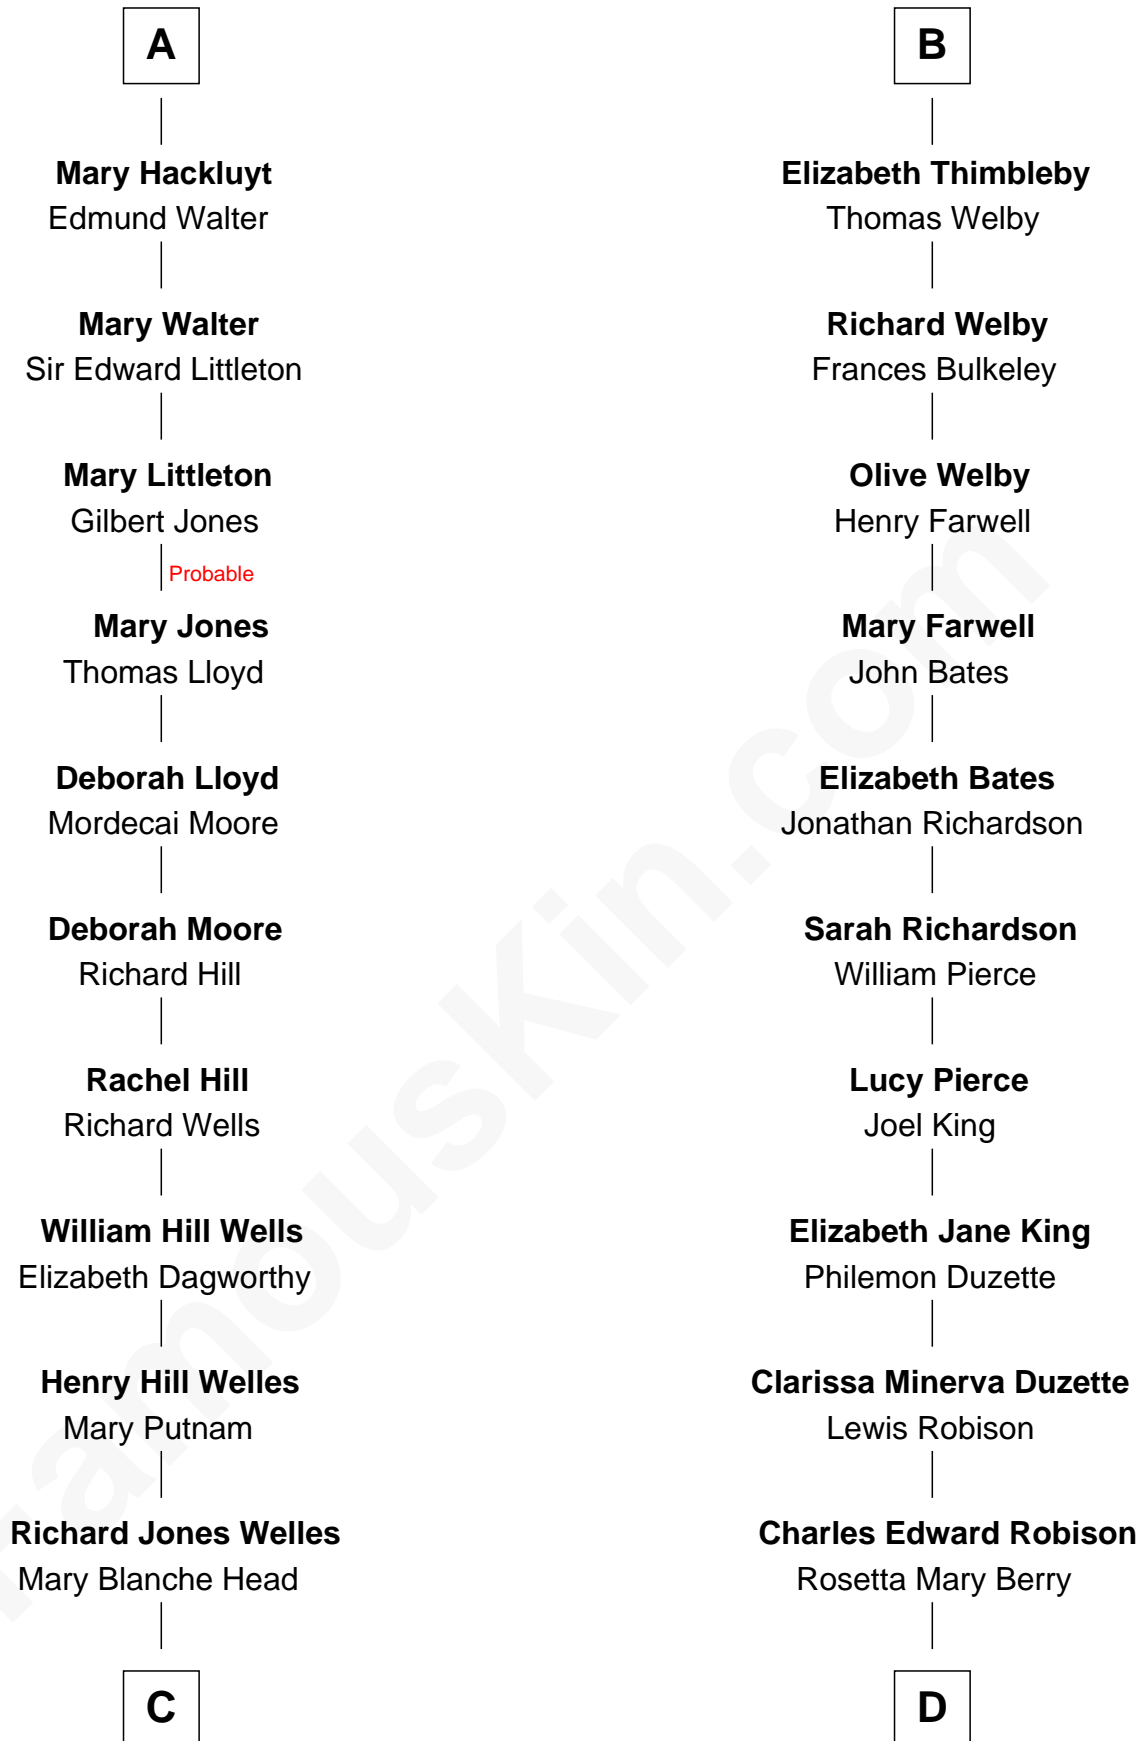 A
Mary Hackluyt
Edmund Walter
Mary Walter
Sir Edward Littleton
Mary Littleton
Gilbert Jones
Probable
Mary Jones
Thomas Lloyd
Deborah Lloyd
Mordecai Moore
Deborah Moore
Richard Hill
Rachel Hill
Richard Wells
William Hill Wells
Elizabeth Dagworthy
Henry Hill Welles
Mary Putnam
Richard Jones Welles
Mary Blanche Head
C
B
Elizabeth Thimbleby
Thomas Welby
Richard Welby
Frances Bulkeley
Olive Welby
Henry Farwell
Mary Farwell
John Bates
Elizabeth Bates
Jonathan Richardson
Sarah Richardson
William Pierce
Lucy Pierce
Joel King
Elizabeth Jane King
Philemon Duzette
Clarissa Minerva Duzette
Lewis Robison
Charles Edward Robison
Rosetta Mary Berry
D
FamousKin.com